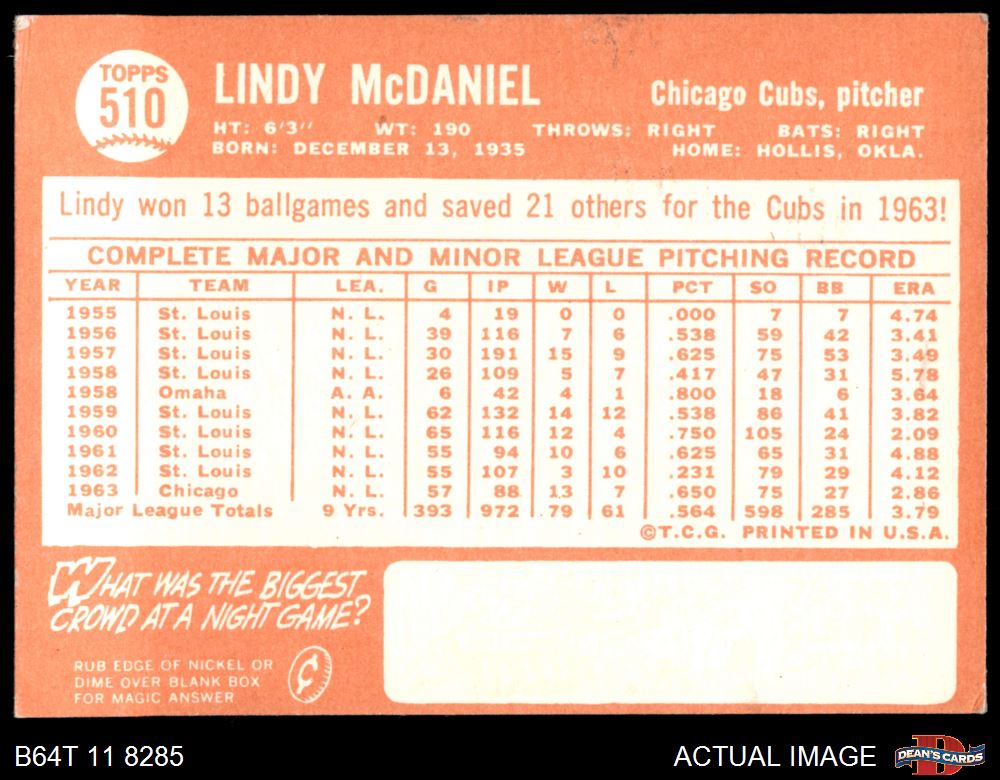 TOPPS
510
LINDY McDANIEL
Chicago Cubs, pitcher
HT: 6'3" WT: 190 THROWS: RIGHT BATS: RIGHT
BORN: DECEMBER 13, 1935 HOME: HOLLIS, OKLA.
Lindy won 13 ballgames and saved 21 others for the Cubs in 1963!
COMPLETE MAJOR AND MINOR LEAGUE PITCHING RECORD
YEAR TEAM LEA. G IP W L PCT SO BB ERA
1955 St. Louis N. L. 4 19 0 0 .000 7 7 4.74
1956 St. Louis N. L. 39 116 7 6 .538 59 42 3.41
1957 St. Louis N. L. 30 191 15 9 .625 75 53 3.49
1958 St. Louis N. L. 26 109 5 7 .417 47 31 5.78
1958 Omaha A. A. 6 42 4 1 .800 18 6 3.64
1959 St. Louis N. L. 62 132 14 12 .538 86 41 3.82
1960 St. Louis N. L. 65 116 12 4 .750 105 24 2.09
1961 St. Louis N. L. 55 94 10 6 .625 65 31 4.88
1962 St. Louis N. L. 55 107 3 10 .231 79 29 4.12
1963 Chicago N. L. 57 88 13 7 .650 75 27 2.86
Major League Totals 9 Yrs. 393 972 79 61 .564 598 285 3.79
©T.C.G. PRINTED IN U.S.A.
WHAT WAS THE BIGGEST
CROWD AT A NIGHT GAME?
RUB EDGE OF NICKEL OR
DIME OVER BLANK BOX
FOR MAGIC ANSWER
B64T 11 8285
ACTUAL IMAGE
DEAN'S CARDS